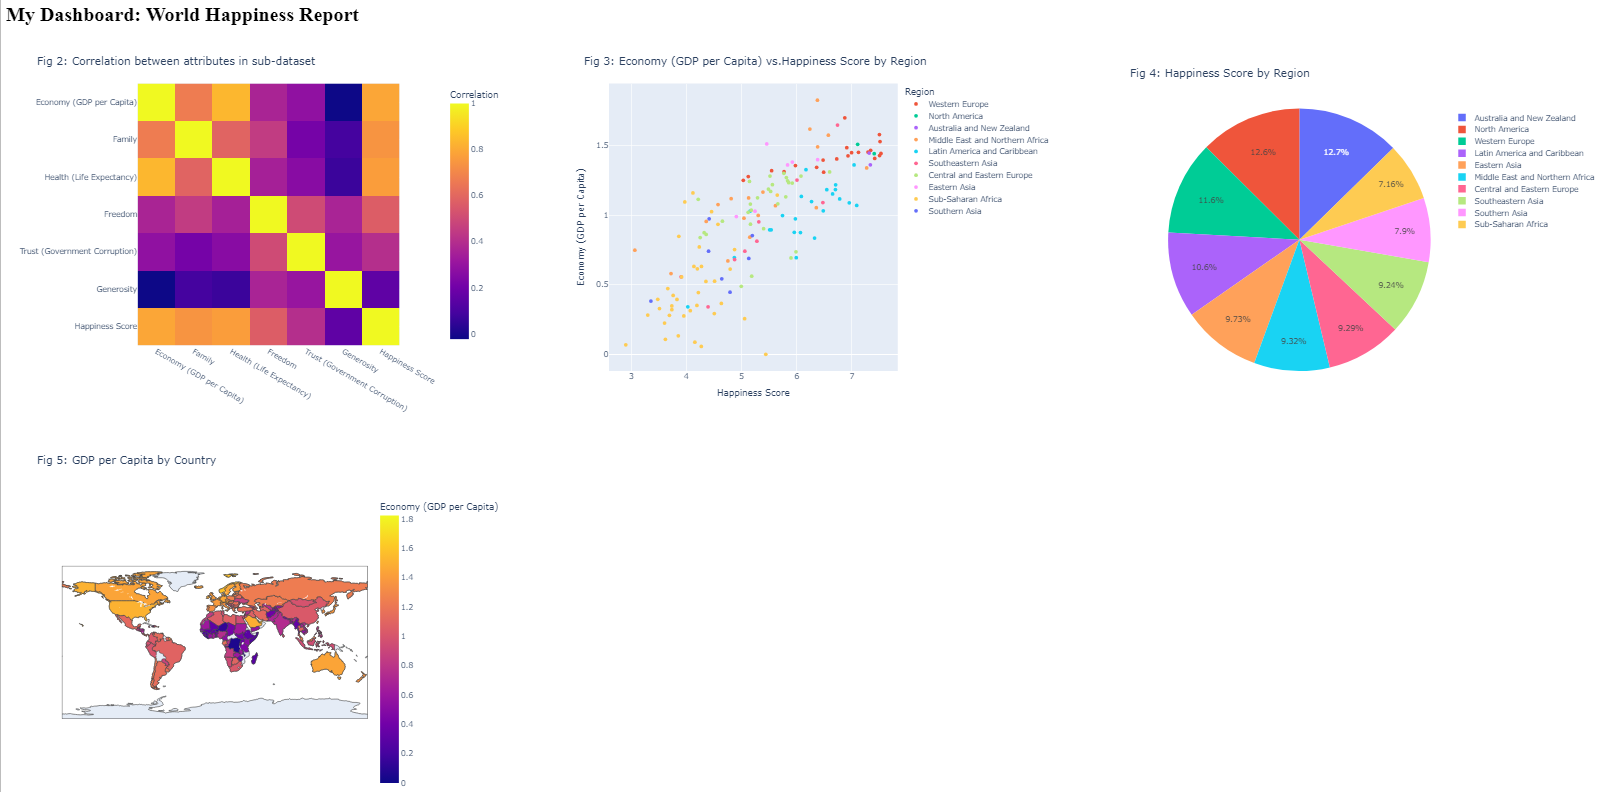 My Dashboard: World Happiness Report
Fig 2: Correlation between attributes in sub-dataset
Economy (GDP per Capita)
Family
Health (Life Expectancy)
Freedom
Trust (Government Corruption)
Generosity
Happiness Score
Economy (GDP per Capita)
Family
Health (Life Expectancy)
Freedom
Trust (Government Corruption)
Generosity
Happiness Score
Correlation
1
0.8
0.6
0.4
0.2
0
Fig 3: Economy (GDP per Capita) vs.Happiness Score by Region
Economy (GDP per Capita)
1.5
1
0.5
0
3
4
5
6
7
Happiness Score
Region
Western Europe
North America
Australia and New Zealand
Middle East and Northern Africa
Latin America and Caribbean
Southeastern Asia
Central and Eastern Europe
Eastern Asia
Sub-Saharan Africa
Southern Asia
Fig 4: Happiness Score by Region
12.7%
7.16%
7.9%
9.24%
9.29%
9.32%
9.73%
10.6%
11.6%
12.6%
Australia and New Zealand
North America
Western Europe
Latin America and Caribbean
Eastern Asia
Middle East and Northern Africa
Central and Eastern Europe
Southeastern Asia
Southern Asia
Sub-Saharan Africa
Fig 5: GDP per Capita by Country
Economy (GDP per Capita)
1.8
1.6
1.4
1.2
1
0.8
0.6
0.4
0.2
0